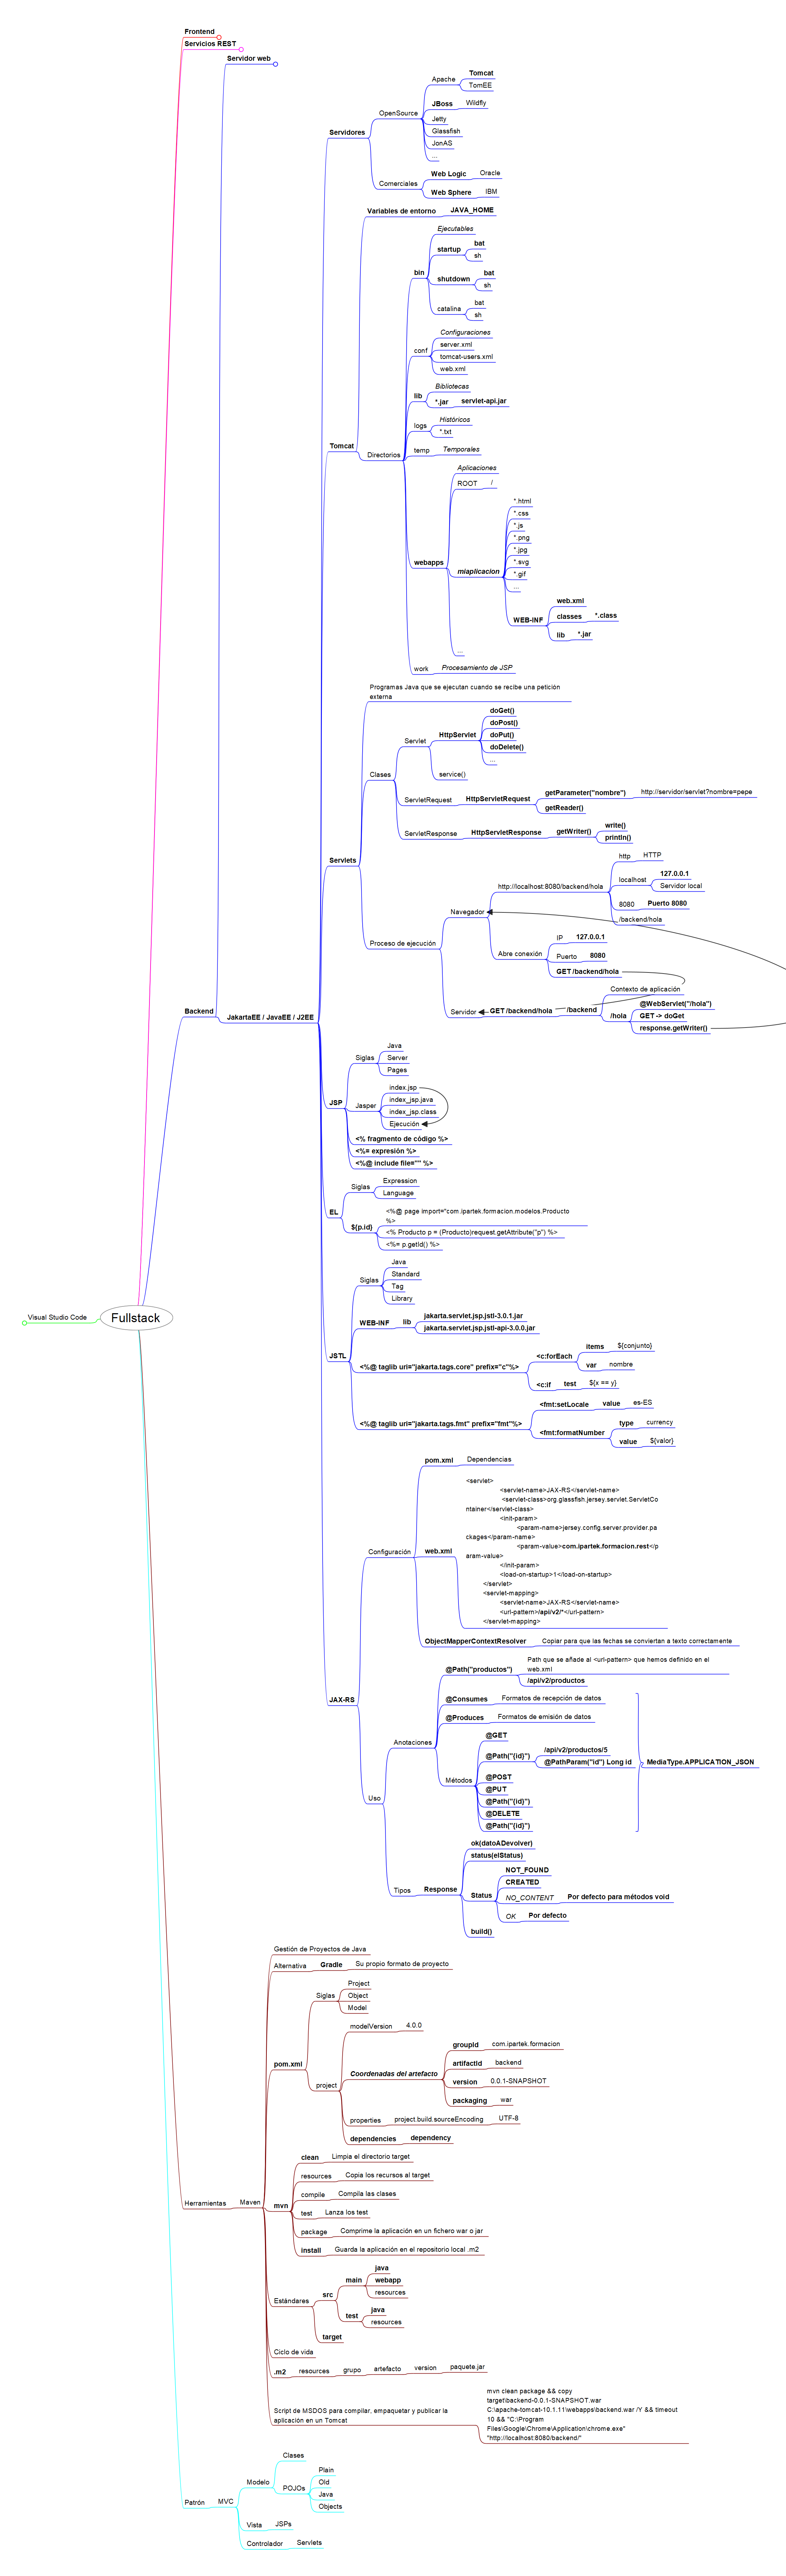 Frontend
Servicios REST
Servidor web
Servidores
OpenSource
Apache
Tomcat
TomEE
JBoss
Wildfly
Jetty
Glassfish
JonAS
...
Comerciales
Web Logic
Oracle
Web Sphere
IBM
Tomcat
Variables de entorno
JAVA_HOME
Directorios
bin
Ejecutables
startup
bat
sh
shutdown
bat
sh
catalina
bat
sh
conf
Configuraciones
server.xml
tomcat-users.xml
web.xml
lib
Bibliotecas
*.jar
servlet-api.jar
logs
Históricos
*.txt
temp
Temporales
webapps
Aplicaciones
ROOT
/
miaplicacion
*.html
*.css
*.js
*.png
*.jpg
*.svg
*.gif
...
WEB-INF
web.xml
classes
*.class
lib
*.jar
...
work
Procesamiento de JSP
Servlets
Programas Java que se ejecutan cuando se recibe una petición
externa
Clases
Servlet
HttpServlet
doGet()
doPost()
doPut()
doDelete()
...
service()
ServletRequest
HttpServletRequest
getParameter("nombre")
http://servidor/servlet?nombre=pepe
getReader()
ServletResponse
HttpServletResponse
getWriter()
write()
println()
Proceso de ejecución
Navegador
http://localhost:8080/backend/hola
http
HTTP
localhost
127.0.0.1
Servidor local
8080
Puerto 8080
/backend/hola
Abre conexión
IP
127.0.0.1
Puerto
8080
GET /backend/hola
Servidor
GET /backend/hola
/backend
Contexto de aplicación
/hola
@WebServlet("/hola")
GET -> doGet
response.getWriter()
Backend
JakartaEE / JavaEE / J2EE
JSP
Siglas
Java
Server
Pages
Jasper
index.jsp
index_jsp.java
index_jsp.class
Ejecución
<% fragmento de código %>
<%= expresión %>
<%@ include file="" %>
EL
Siglas
Expression
Language
${p.id}
<%@ page import="com.ipartek.formacion.modelos.Producto
%>
<% Producto p = (Producto)request.getAttribute("p") %>
<%= p.getId() %>
Visual Studio Code
Fullstack
JSTL
Siglas
Java
Standard
Tag
Library
WEB-INF
lib
jakarta.servlet.jsp.jstl-3.0.1.jar
jakarta.servlet.jsp.jstl-api-3.0.0.jar
<%@ taglib uri="jakarta.tags.core" prefix="c"%>
<c:forEach
items
${conjunto}
var
nombre
<c:if
test
${x == y}
<%@ taglib uri="jakarta.tags.fmt" prefix="fmt"%>
<fmt:setLocale
value
es-ES
<fmt:formatNumber
type
currency
value
${valor}
JAX-RS
Configuración
pom.xml
Dependencias
web.xml
<servlet>
<servlet-name>JAX-RS</servlet-name>
<servlet-class>org.glassfish.jersey.servlet.ServletCo
ntainer</servlet-class>
<init-param>
<param-name>jersey.config.server.provider.pa
ckages</param-name>
<param-value>com.ipartek.formacion.rest</p
aram-value>
</init-param>
<load-on-startup>1</load-on-startup>
</servlet>
<servlet-mapping>
<servlet-name>JAX-RS</servlet-name>
<url-pattern>/api/v2/*</url-pattern>
</servlet-mapping>
ObjectMapperContextResolver
Copiar para que las fechas se conviertan a texto correctamente
Uso
Anotaciones
@Path("productos")
Path que se añade al <url-pattern> que hemos definido en el
web.xml
/api/v2/productos
@Consumes
Formatos de recepción de datos
@Produces
Formatos de emisión de datos
Métodos
@GET
@Path("{id}")
/api/v2/productos/5
@PathParam("id") Long id
@POST
@PUT
@Path("{id}")
@DELETE
@Path("{id}")
MediaType.APPLICATION_JSON
Tipos
Response
ok(datoADevolver)
status(elStatus)
Status
NOT_FOUND
CREATED
NO_CONTENT
Por defecto para métodos void
OK
Por defecto
build()
Herramientas
Maven
Gestión de Proyectos de Java
Alternativa
Gradle
Su propio formato de proyecto
pom.xml
Siglas
Project
Object
Model
project
modelVersion
4.0.0
Coordenadas del artefacto
groupId
com.ipartek.formacion
artifactId
backend
version
0.0.1-SNAPSHOT
packaging
war
properties
project.build.sourceEncoding
UTF-8
dependencies
dependency
mvn
clean
Limpia el directorio target
resources
Copia los recursos al target
compile
Compila las clases
test
Lanza los test
package
Comprime la aplicación en un fichero war o jar
install
Guarda la aplicación en el repositorio local .m2
Estándares
src
main
java
webapp
resources
test
java
resources
target
Ciclo de vida
.m2
resources
grupo
artefacto
version
paquete.jar
Script de MSDOS para compilar, empaquetar y publicar la
aplicación en un Tomcat
mvn clean package && copy
target\backend-0.0.1-SNAPSHOT.war
C:\apache-tomcat-10.1.11\webapps\backend.war /Y && timeout
10 && "C:\Program
Files\Google\Chrome\Application\chrome.exe"
"http://localhost:8080/backend/"
Patrón
MVC
Modelo
Clases
POJOs
Plain
Old
Java
Objects
Vista
JSPs
Controlador
Servlets